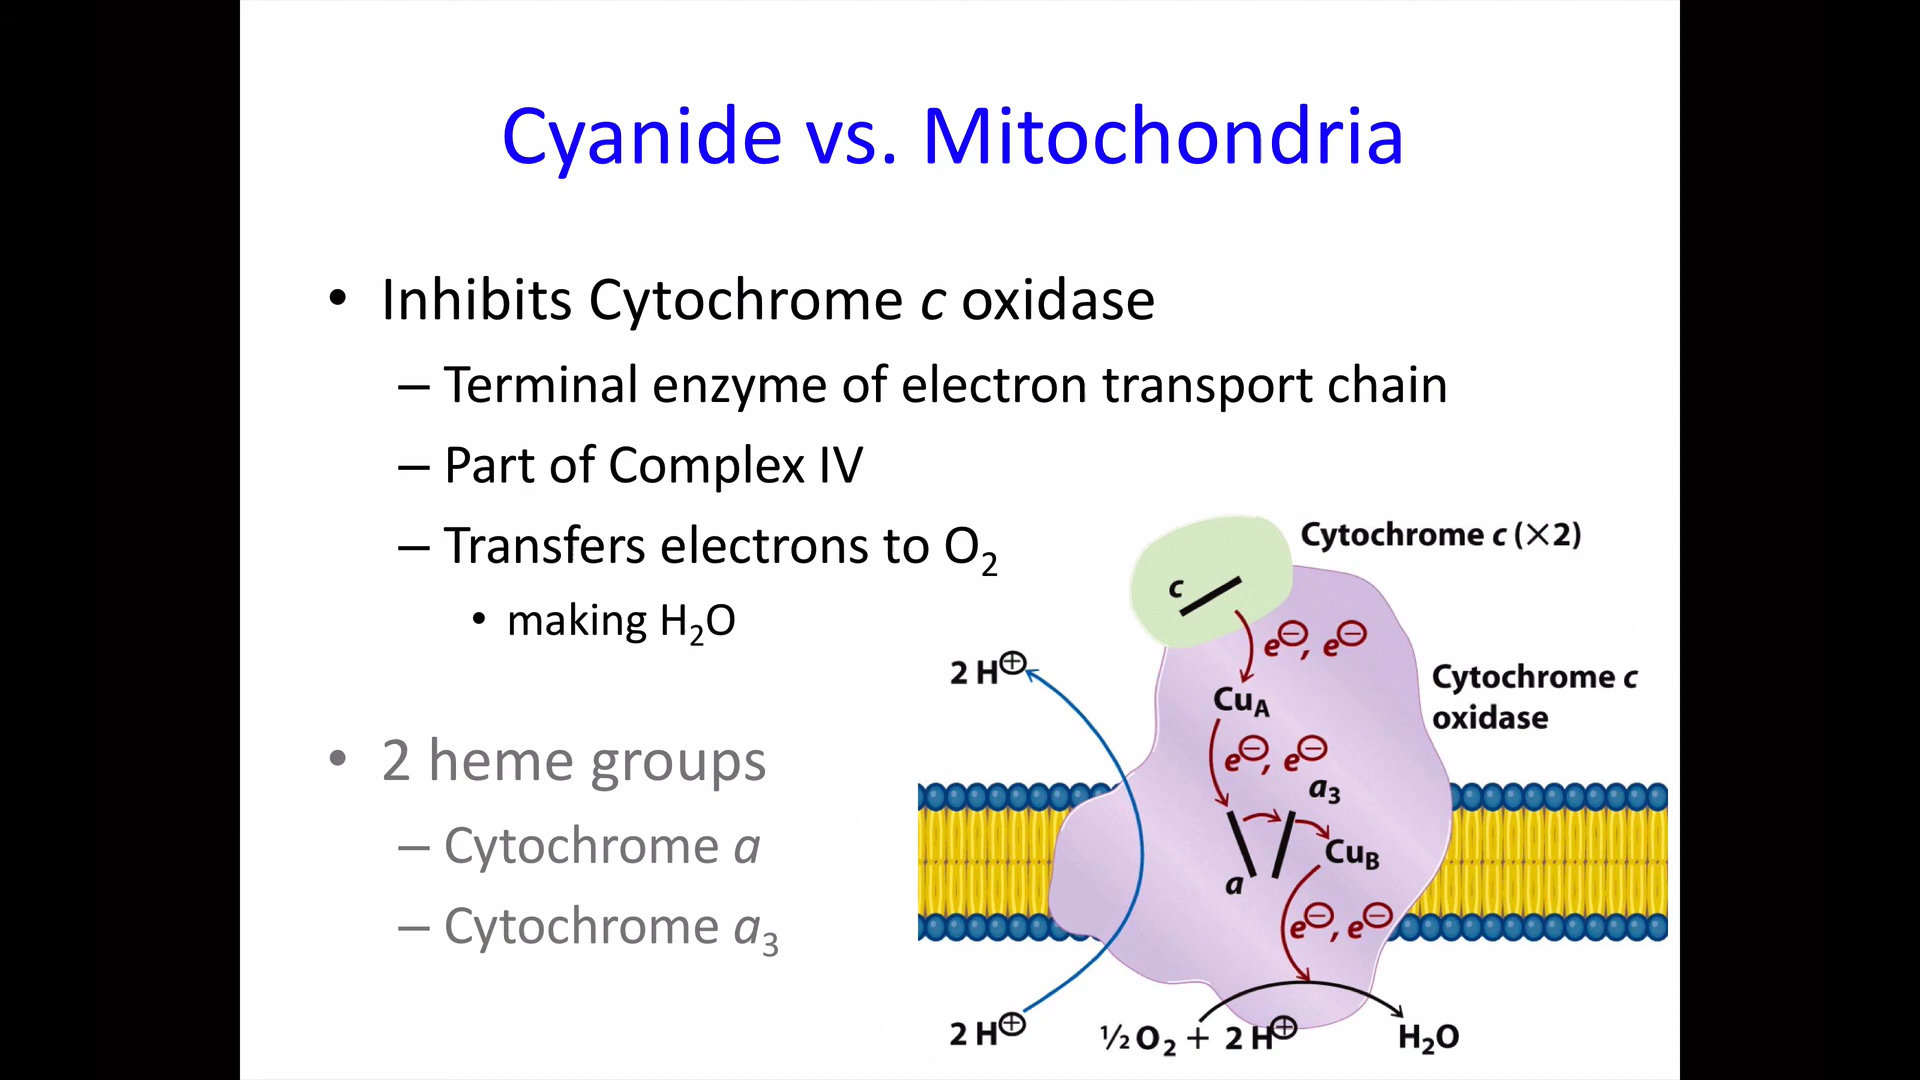 Cyanide vs. Mitochondria
• Inhibits Cytochrome c oxidase
– Terminal enzyme of electron transport chain
– Part of Complex IV
– Transfers electrons to O₂
• making H₂O
• 2 heme groups
– Cytochrome a
– Cytochrome a₃
Cytochrome c (×2)
c
e⊖, e⊖
2 H⊕
Cytochrome c
oxidase
Cu_A
e⊖, e⊖
a₃
Cu_B
a
e⊖, e⊖
2 H⊕
½ O₂ + 2 H⊕
H₂O